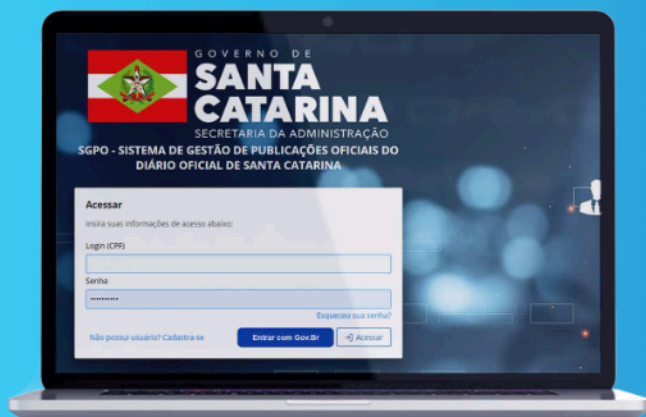 GOVERNO DE
SANTA
CATARINA
SECRETARIA DA ADMINISTRAÇÃO
SGPO - SISTEMA DE GESTÃO DE PUBLICAÇÕES OFICIAIS DO
DIÁRIO OFICIAL DE SANTA CATARINA
Acessar
Insira suas informações de acesso abaixo:
Login (CPF)
Senha
Esqueceu sua senha?
Não possui usuário? Cadastra-se
Entrar com Gov.Br
Acessar